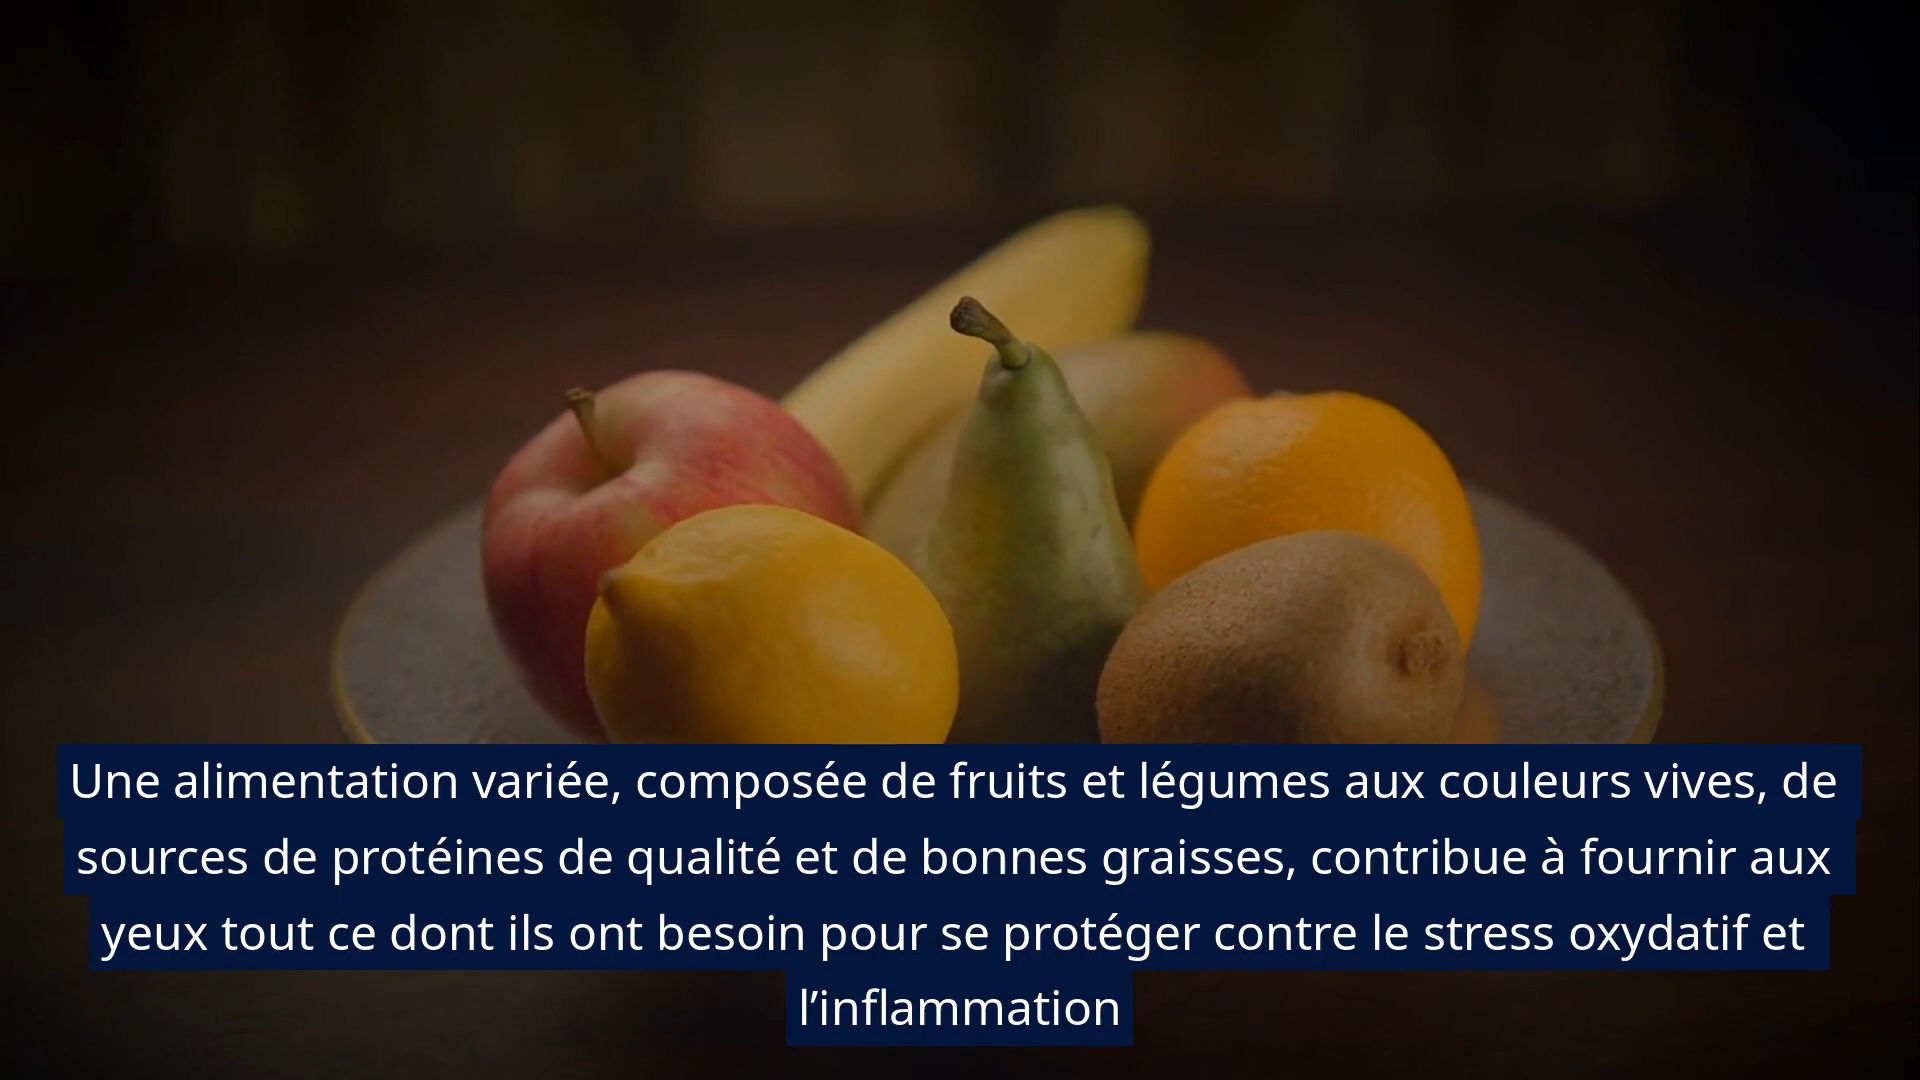 Une alimentation variée, composée de fruits et légumes aux couleurs vives, de
sources de protéines de qualité et de bonnes graisses, contribue à fournir aux
yeux tout ce dont ils ont besoin pour se protéger contre le stress oxydatif et
l’inflammation